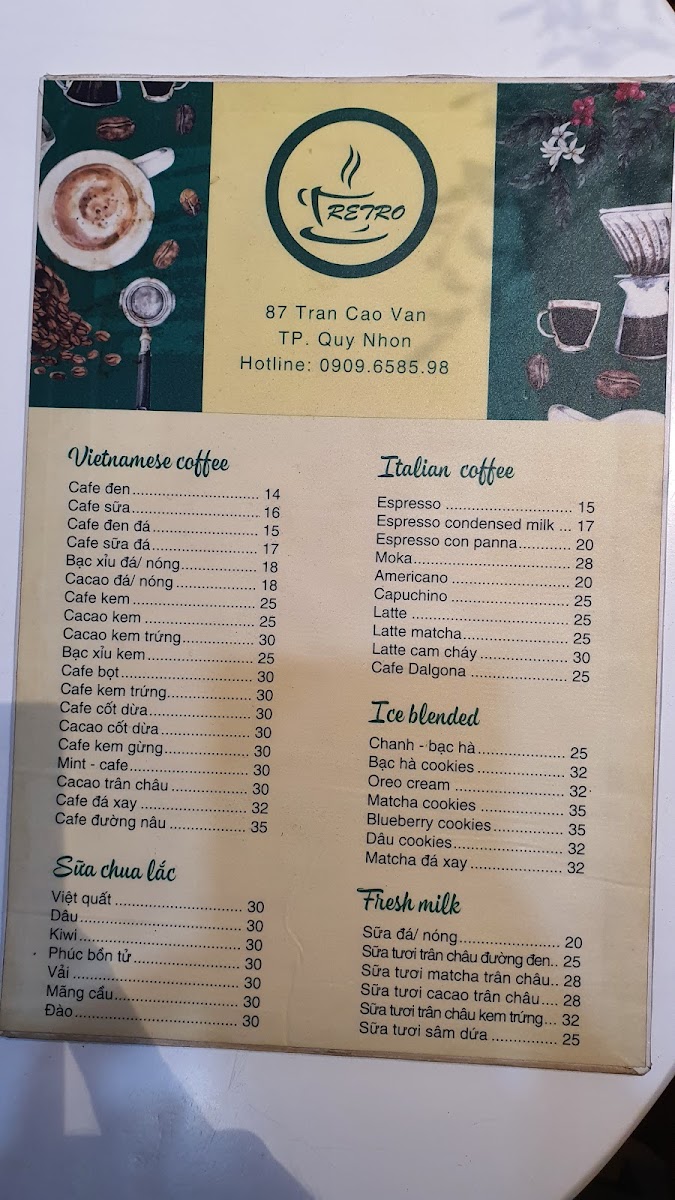 RETRO
87 Tran Cao Van
TP. Quy Nhon
Hotline: 0909.6585.98
Vietnamese coffee
Cafe đen 14
Cafe sữa 16
Cafe đen đá 15
Cafe sữa đá 17
Bạc xỉu đá/ nóng 18
Cacao đá/ nóng 18
Cafe kem 25
Cacao kem 25
Cacao kem trứng 30
Bạc xỉu kem 25
Cafe bọt 30
Cafe kem trứng 30
Cafe cốt dừa 30
Cacao cốt dừa 30
Cafe kem gừng 30
Mint - cafe 30
Cacao trân châu 30
Cafe đá xay 32
Cafe đường nâu 35
Sữa chua lắc
Việt quất 30
Dâu 30
Kiwi 30
Phúc bồn tử 30
Vải 30
Mãng cầu 30
Đào 30
Italian coffee
Espresso 15
Espresso condensed milk ... 17
Espresso con panna 20
Moka 28
Americano 20
Capuchino 25
Latte 25
Latte matcha 25
Latte cam cháy 30
Cafe Dalgona 25
Ice blended
Chanh - bạc hà 25
Bạc hà cookies 32
Oreo cream 32
Matcha cookies 35
Blueberry cookies 35
Dâu cookies 32
Matcha đá xay 32
Fresh milk
Sữa đá/ nóng 20
Sữa tươi trân châu đường đen.. 25
Sữa tươi matcha trân châu.. 28
Sữa tươi cacao trân châu.... 28
Sữa tươi trân châu kem trứng... 32
Sữa tươi sâm dứa 25